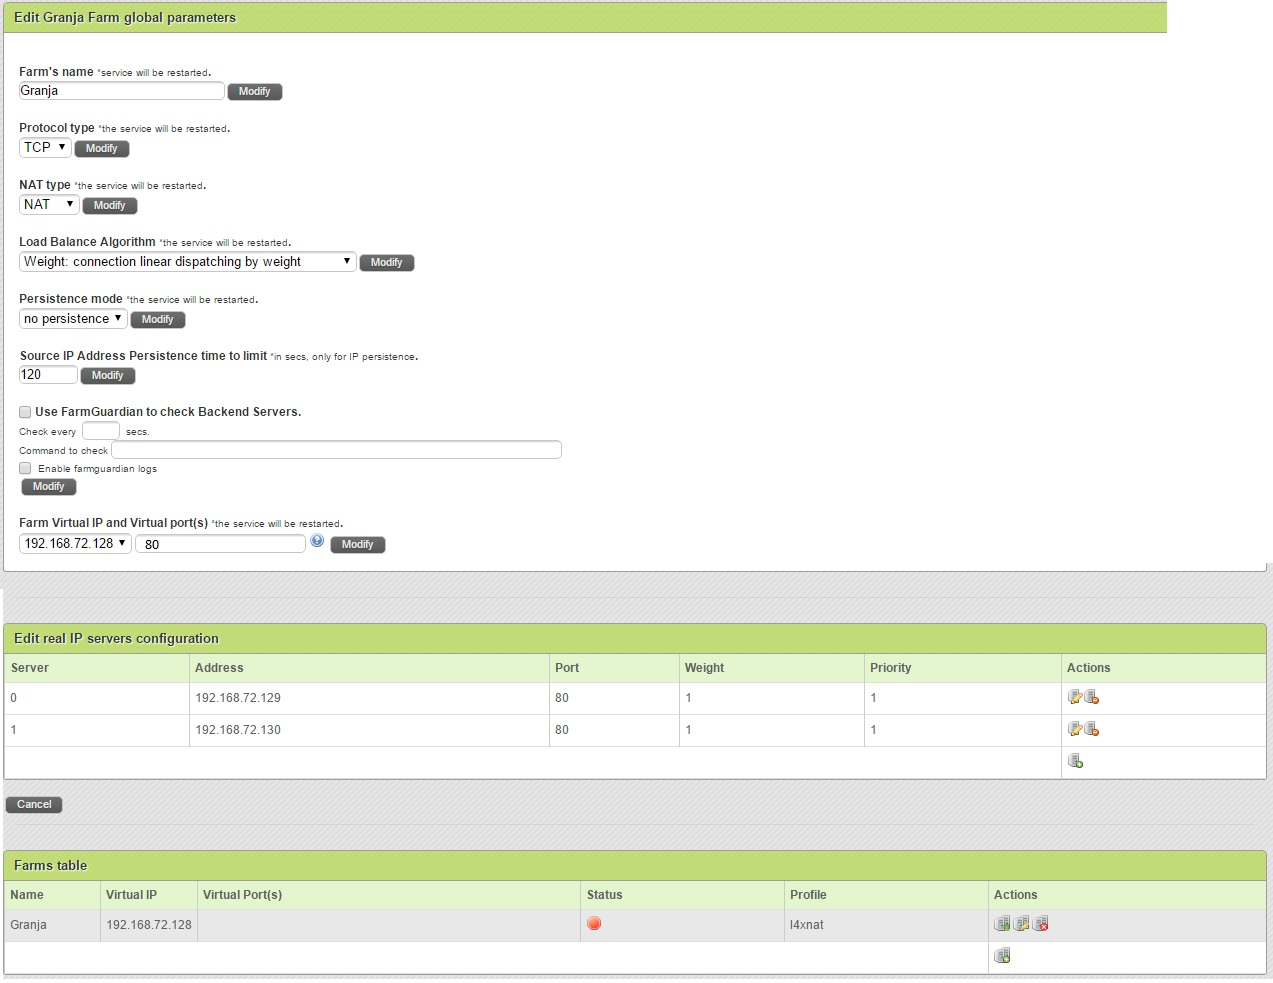 Edit Granja Farm global parameters
Farm's name *service will be restarted.
Granja Modify
Protocol type *the service will be restarted.
TCP Modify
NAT type *the service will be restarted.
NAT Modify
Load Balance Algorithm *the service will be restarted.
Weight: connection linear dispatching by weight Modify
Persistence mode *the service will be restarted.
no persistence Modify
Source IP Address Persistence time to limit *in secs, only for IP persistence.
120 Modify
Use FarmGuardian to check Backend Servers.
Check every secs.
Command to check
Enable farmguardian logs
Modify
Farm Virtual IP and Virtual port(s) *the service will be restarted.
192.168.72.128 80 ? Modify
Edit real IP servers configuration
Server Address Port Weight Priority Actions
0 192.168.72.129 80 1 1
1 192.168.72.130 80 1 1
Cancel
Farms table
Name Virtual IP Virtual Port(s) Status Profile Actions
Granja 192.168.72.128 l4xnat